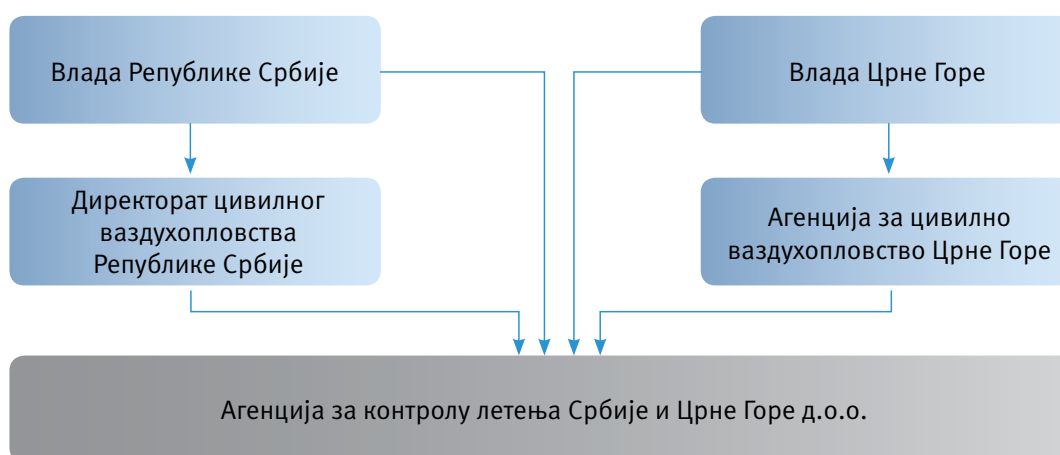 Влада Републике Србије
Влада Црне Горе
Директорат цивилног
ваздухопловства
Републике Србије
Агенција за цивилно
ваздухопловство Црне Горе
Агенција за контролу летења Србије и Црне Горе д.о.о.